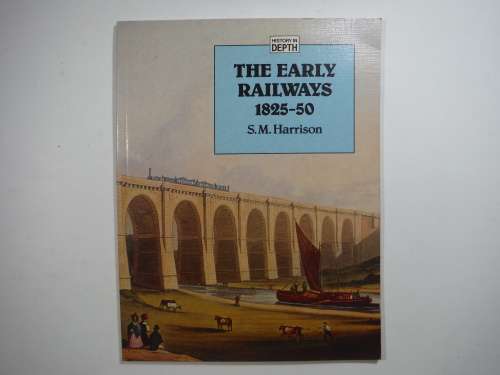 HISTORY IN
DEPTH
THE EARLY
RAILWAYS
1825-50
S.M. Harrison